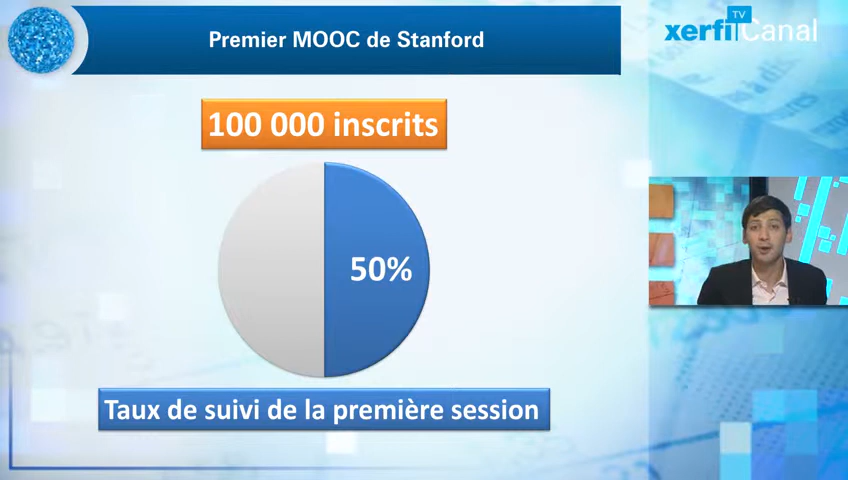 Premier MOOC de Stanford
xerfi TV Canal
100 000 inscrits
50%
Taux de suivi de la première session